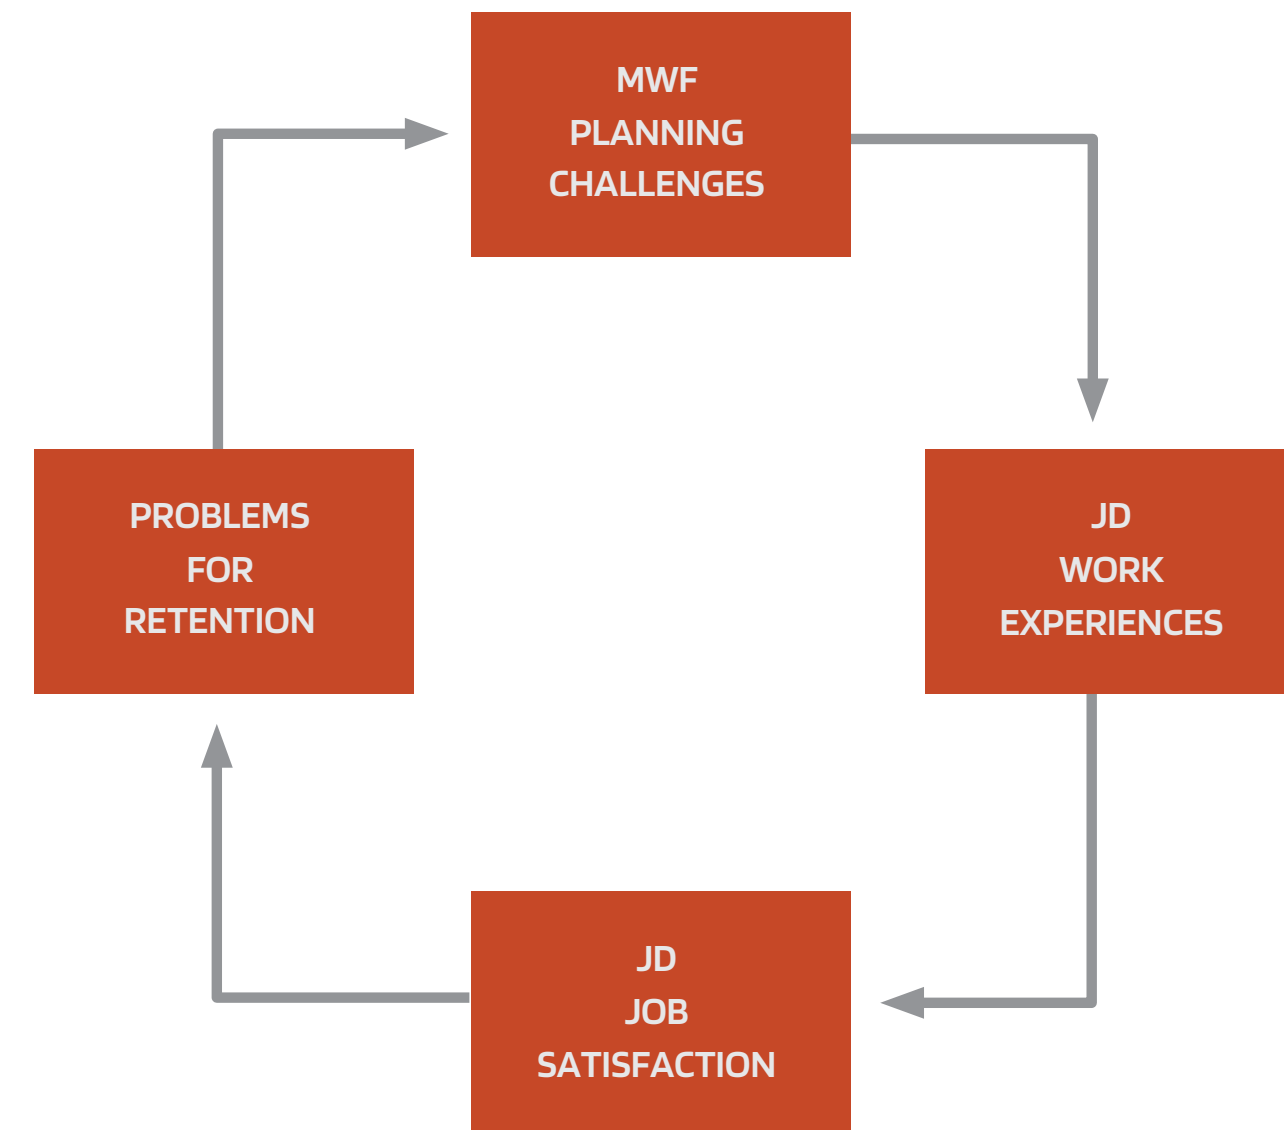 MWF
PLANNING
CHALLENGES
PROBLEMS
FOR
RETENTION
JD
WORK
EXPERIENCES
JD
JOB
SATISFACTION